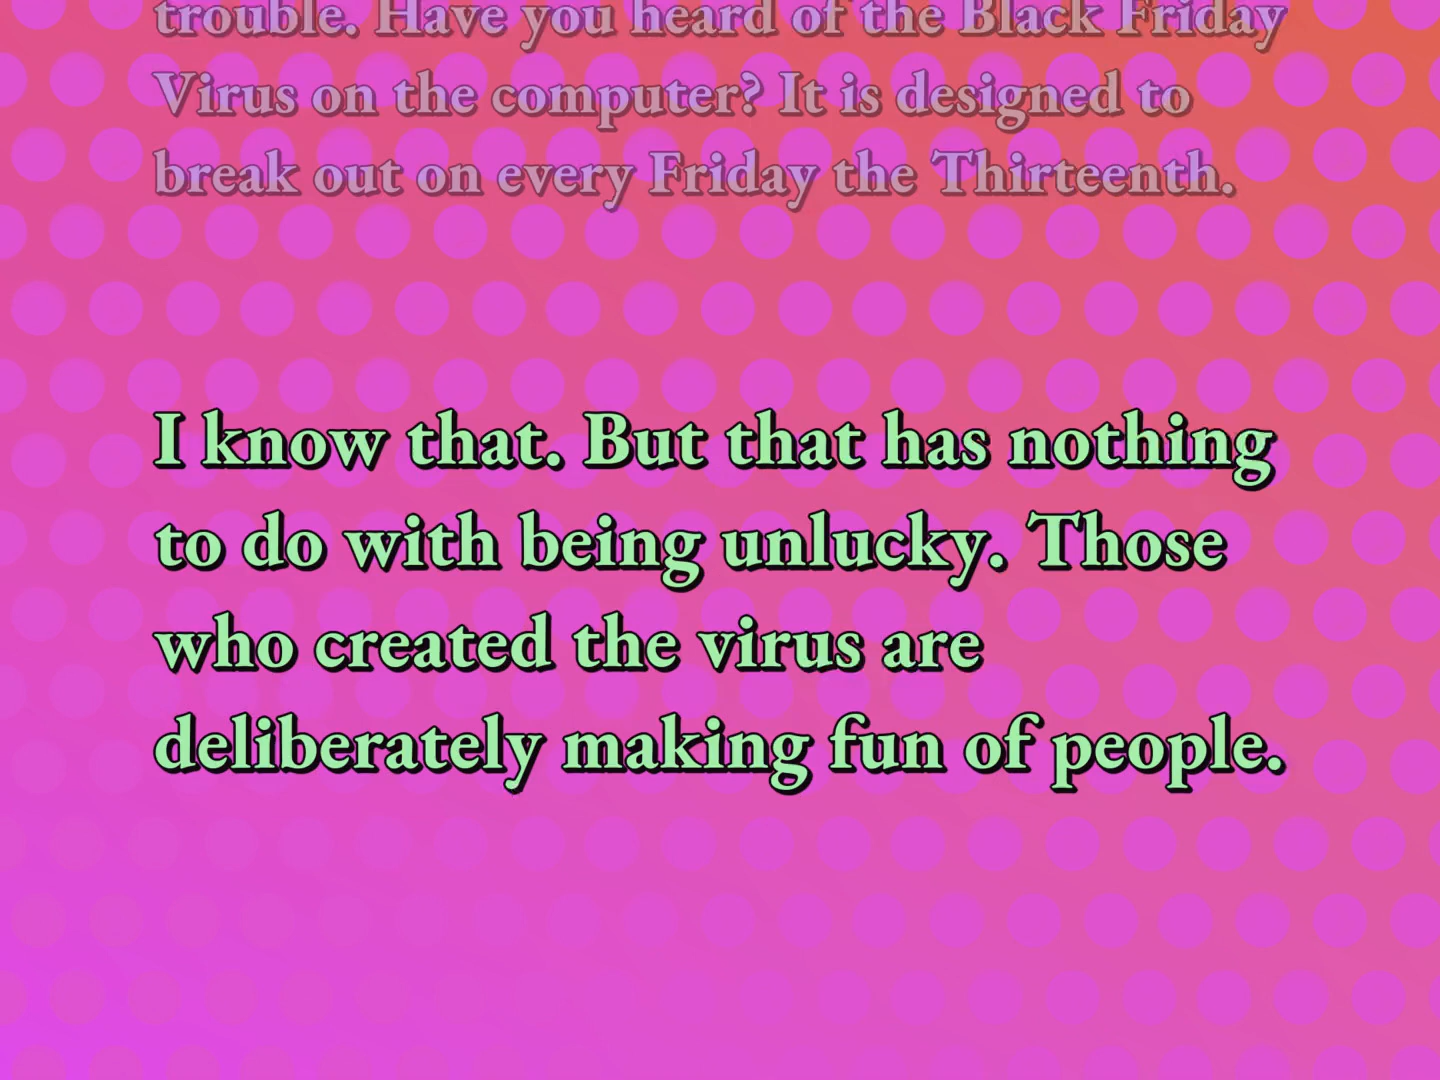 trouble. Have you heard of the Black Friday
Virus on the computer? It is designed to
break out on every Friday the Thirteenth.
I know that. But that has nothing
to do with being unlucky. Those
who created the virus are
deliberately making fun of people.